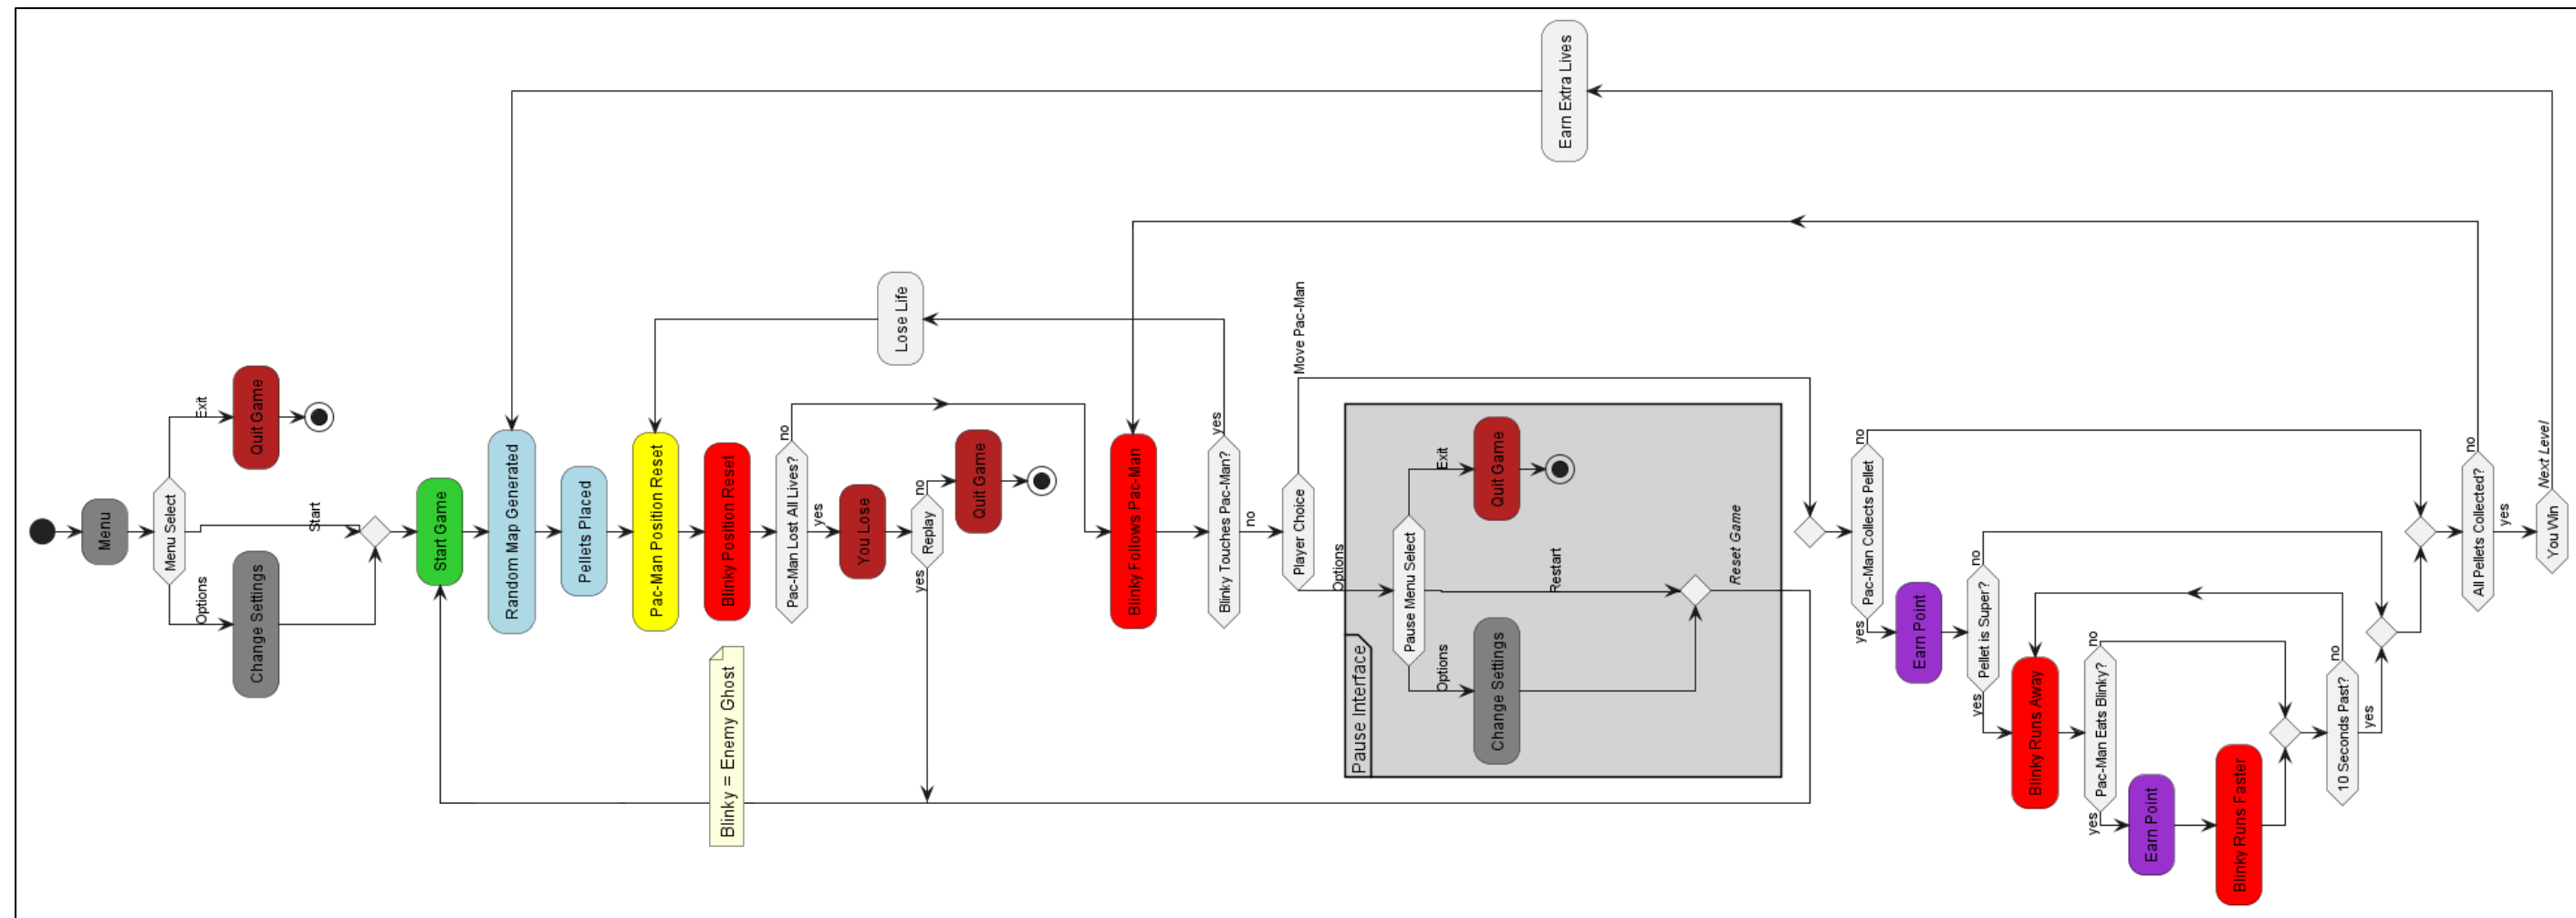 Menu
Menu Select
Exit
Quit Game
Start
Options
Change Settings
Start Game
Random Map Generated
Pellets Placed
Pac-Man Position Reset
Blinky Position Reset
Blinky = Enemy Ghost
Pac-Man Lost All Lives?
no
yes
You Lose
Replay
no
yes
Quit Game
Lose Life
Blinky Follows Pac-Man
Blinky Touches Pac-Man?
yes
no
Player Choice
Move Pac-Man
Options
Pause Interface
Pause Menu Select
Exit
Quit Game
Restart
Options
Change Settings
Reset Game
Earn Extra Lives
Pac-Man Collects Pellet
no
yes
Earn Point
Pellet is Super?
no
yes
Blinky Runs Away
Pac-Man Eats Blinky?
no
yes
Earn Point
Blinky Runs Faster
10 Seconds Past?
no
yes
All Pellets Collected?
no
yes
You Win
Next Level